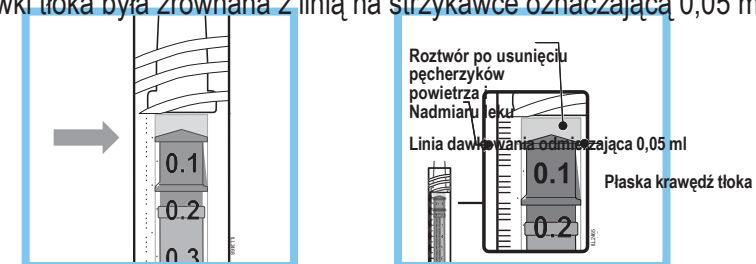 wki tłoka była zrównana z linią na strzykawce oznaczającą 0,05 m
0.1
0.2
0.3
Roztwór po usunięciu
pęcherzyków
powietrza i
Nadmiaru leku
Linia dawkowania odmierzająca 0,05 ml
0.1
Płaska krawędź tłoka
0.2